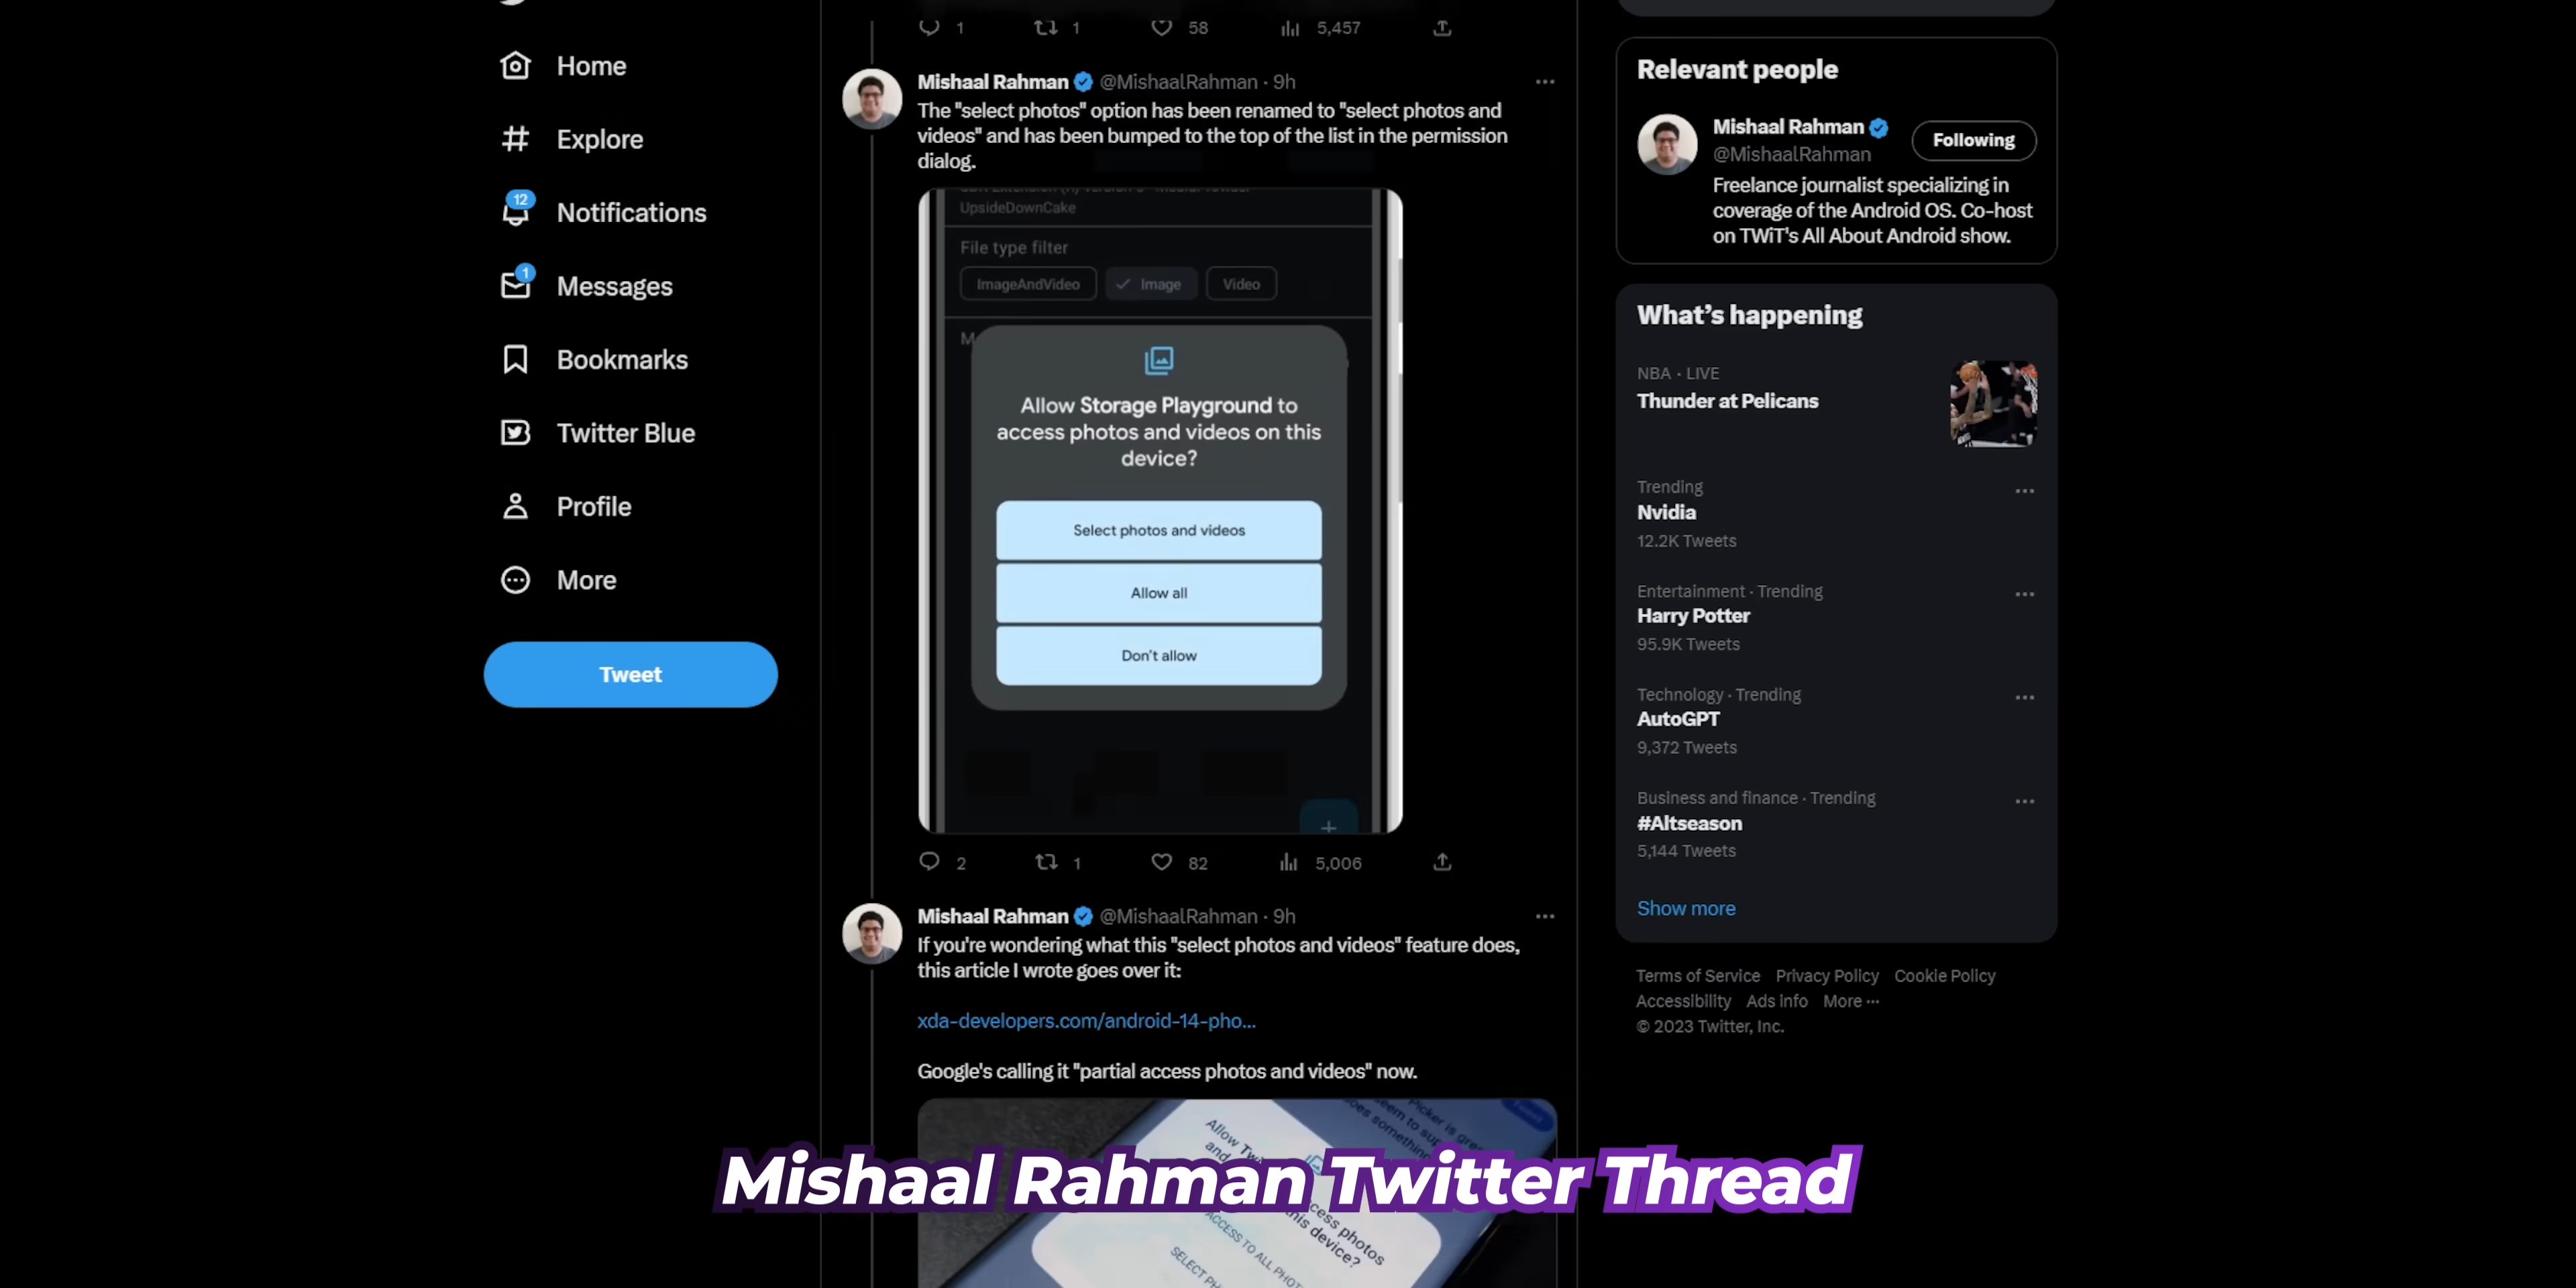 Home
Explore
12
Notifications
1
Messages
Bookmarks
Twitter Blue
Profile
More
Tweet
1 1 58 5,457
Mishaal Rahman @MishaalRahman · 9h
The "select photos" option has been renamed to "select photos and
videos" and has been bumped to the top of the list in the permission
dialog.
UpsideDownCake
File type filter
ImageAndVideo Image Video
Allow Storage Playground to
access photos and videos on this
device?
Select photos and videos
Allow all
Don't allow
2 1 82 5,006
Mishaal Rahman @MishaalRahman · 9h
If you're wondering what this "select photos and videos" feature does,
this article I wrote goes over it:
xda-developers.com/android-14-pho...
Google's calling it "partial access photos and videos" now.
Mishaal Rahman Twitter Thread
Relevant people
Mishaal Rahman
@MishaalRahman
Following
Freelance journalist specializing in
coverage of the Android OS. Co-host
on TWiT's All About Android show.
What's happening
NBA · LIVE
Thunder at Pelicans
Trending
Nvidia
12.2K Tweets
Entertainment · Trending
Harry Potter
95.9K Tweets
Technology · Trending
AutoGPT
9,372 Tweets
Business and finance · Trending
#Altseason
5,144 Tweets
Show more
Terms of Service Privacy Policy Cookie Policy
Accessibility Ads info More ···
© 2023 Twitter, Inc.